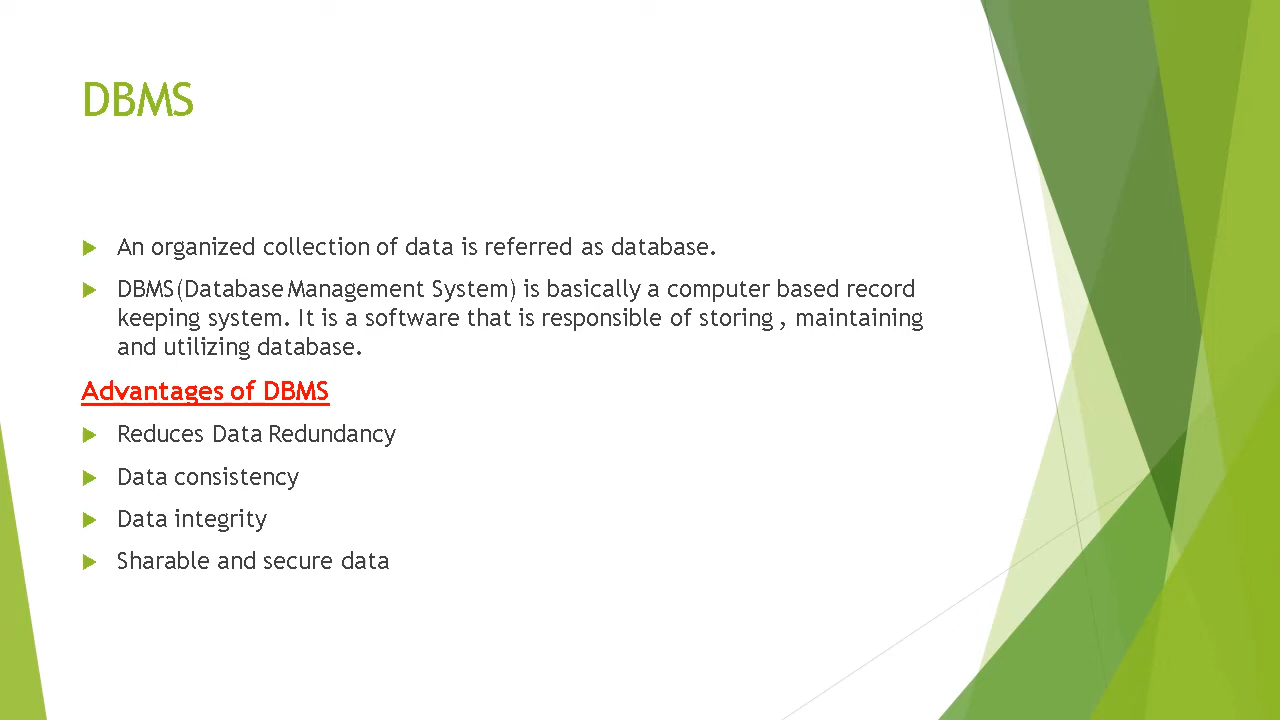 DBMS
An organized collection of data is referred as database.
DBMS(Database Management System) is basically a computer based record
keeping system. It is a software that is responsible of storing , maintaining
and utilizing database.
Advantages of DBMS
Reduces Data Redundancy
Data consistency
Data integrity
Sharable and secure data